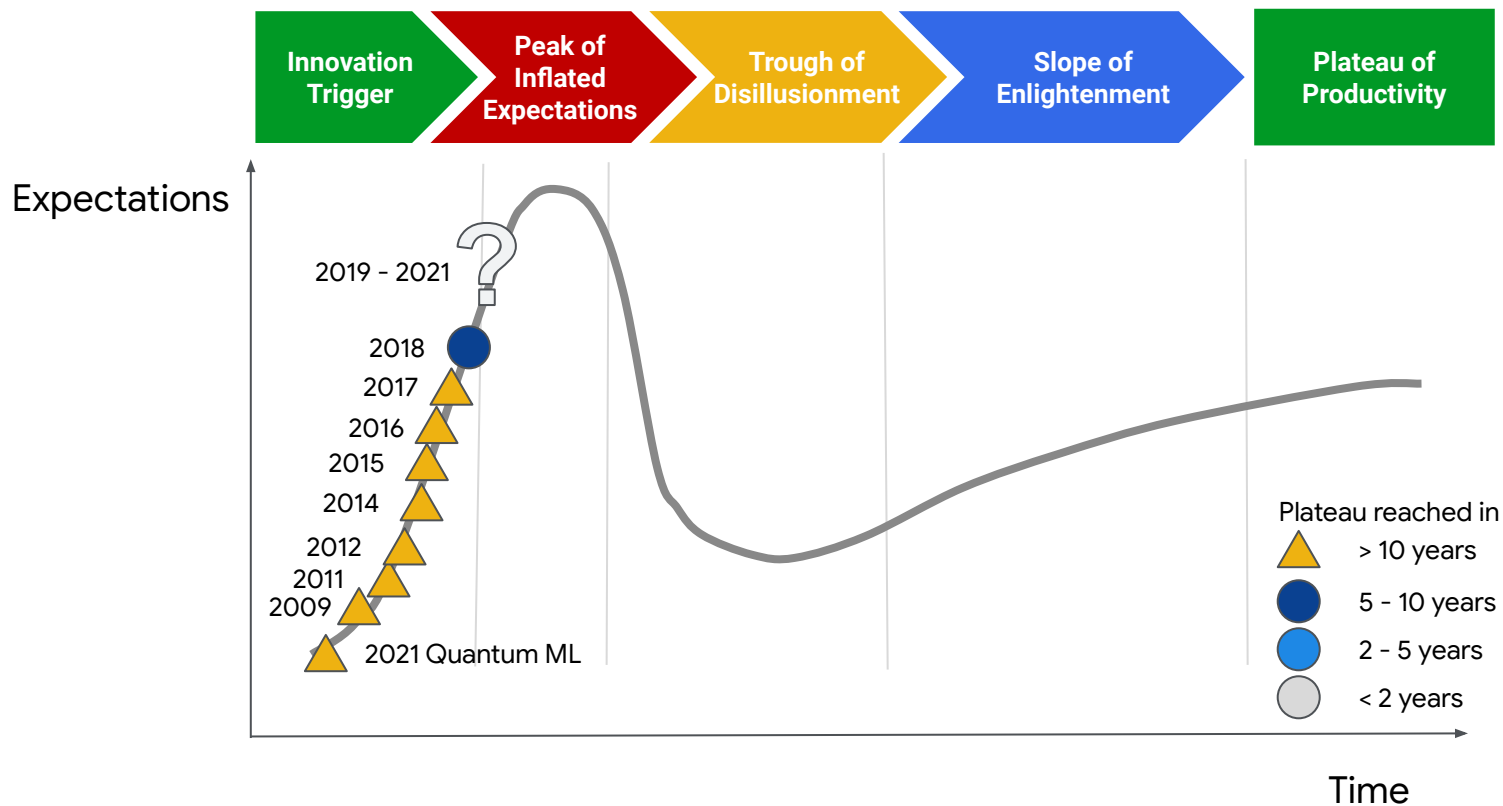 Innovation
Trigger
Peak of
Inflated
Expectations
Trough of
Disillusionment
Slope of
Enlightenment
Plateau of
Productivity
Expectations
?
2019 - 2021
2018
2017
2016
2015
2014
2012
2011
2009
2021 Quantum ML
Plateau reached in
> 10 years
5 - 10 years
2 - 5 years
< 2 years
Time